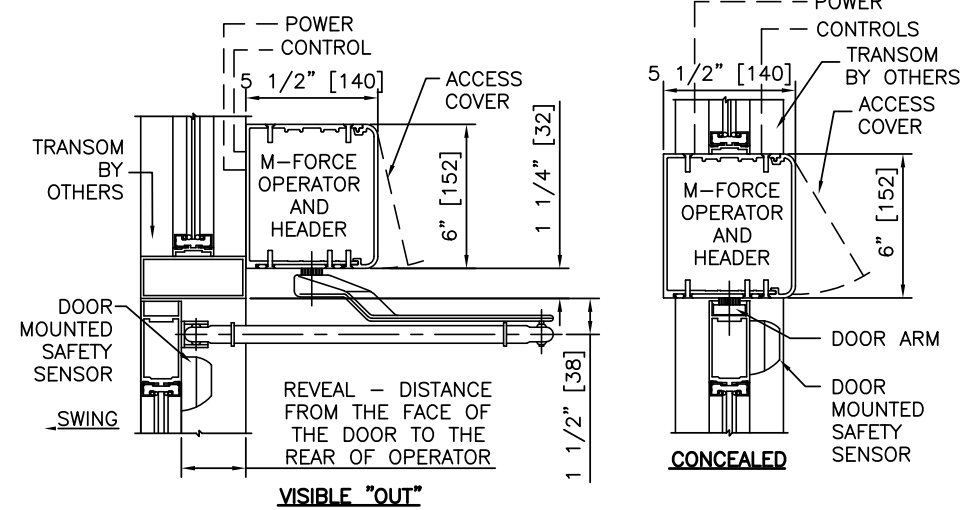 POWER
CONTROL
5 1/2" [140]
ACCESS
COVER
TRANSOM
BY
OTHERS
M-FORCE
OPERATOR
AND
HEADER
6" [152]
1 1/4" [32]
DOOR
MOUNTED
SAFETY
SENSOR
SWING
REVEAL - DISTANCE
FROM THE FACE OF
THE DOOR TO THE
REAR OF OPERATOR
1 1/2" [38]
VISIBLE "OUT"
POWER
CONTROLS
5 1/2" [140]
TRANSOM
BY OTHERS
ACCESS
COVER
M-FORCE
OPERATOR
AND
HEADER
6" [152]
DOOR ARM
DOOR
MOUNTED
SAFETY
SENSOR
CONCEALED